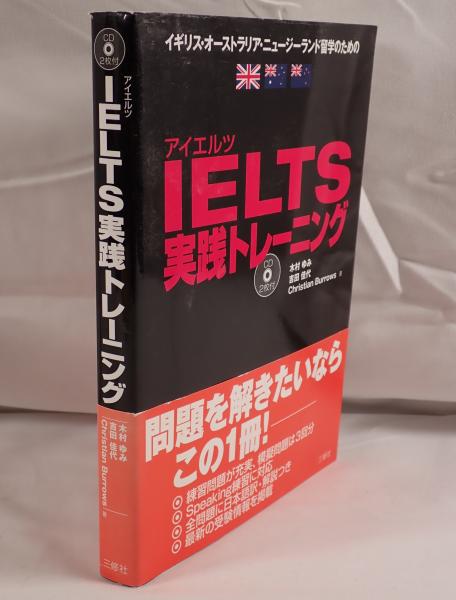 CD
2枚付
アイエルツ
IELTS実践トレーニング
木村 ゆみ
吉田 佳代
Christian Burrows 著
三修社
イギリス・オーストラリア・ニュージーランド留学のための
アイエルツ
IELTS
実践トレーニング
CD
2枚付
木村 ゆみ
吉田 佳代
Christian Burrows 著
問題を解きたいなら
この1冊!
練習問題が充実、模擬問題は3回分
Speaking練習に対応
全問題に日本語訳・解説つき
最新の受験情報を掲載
三修社